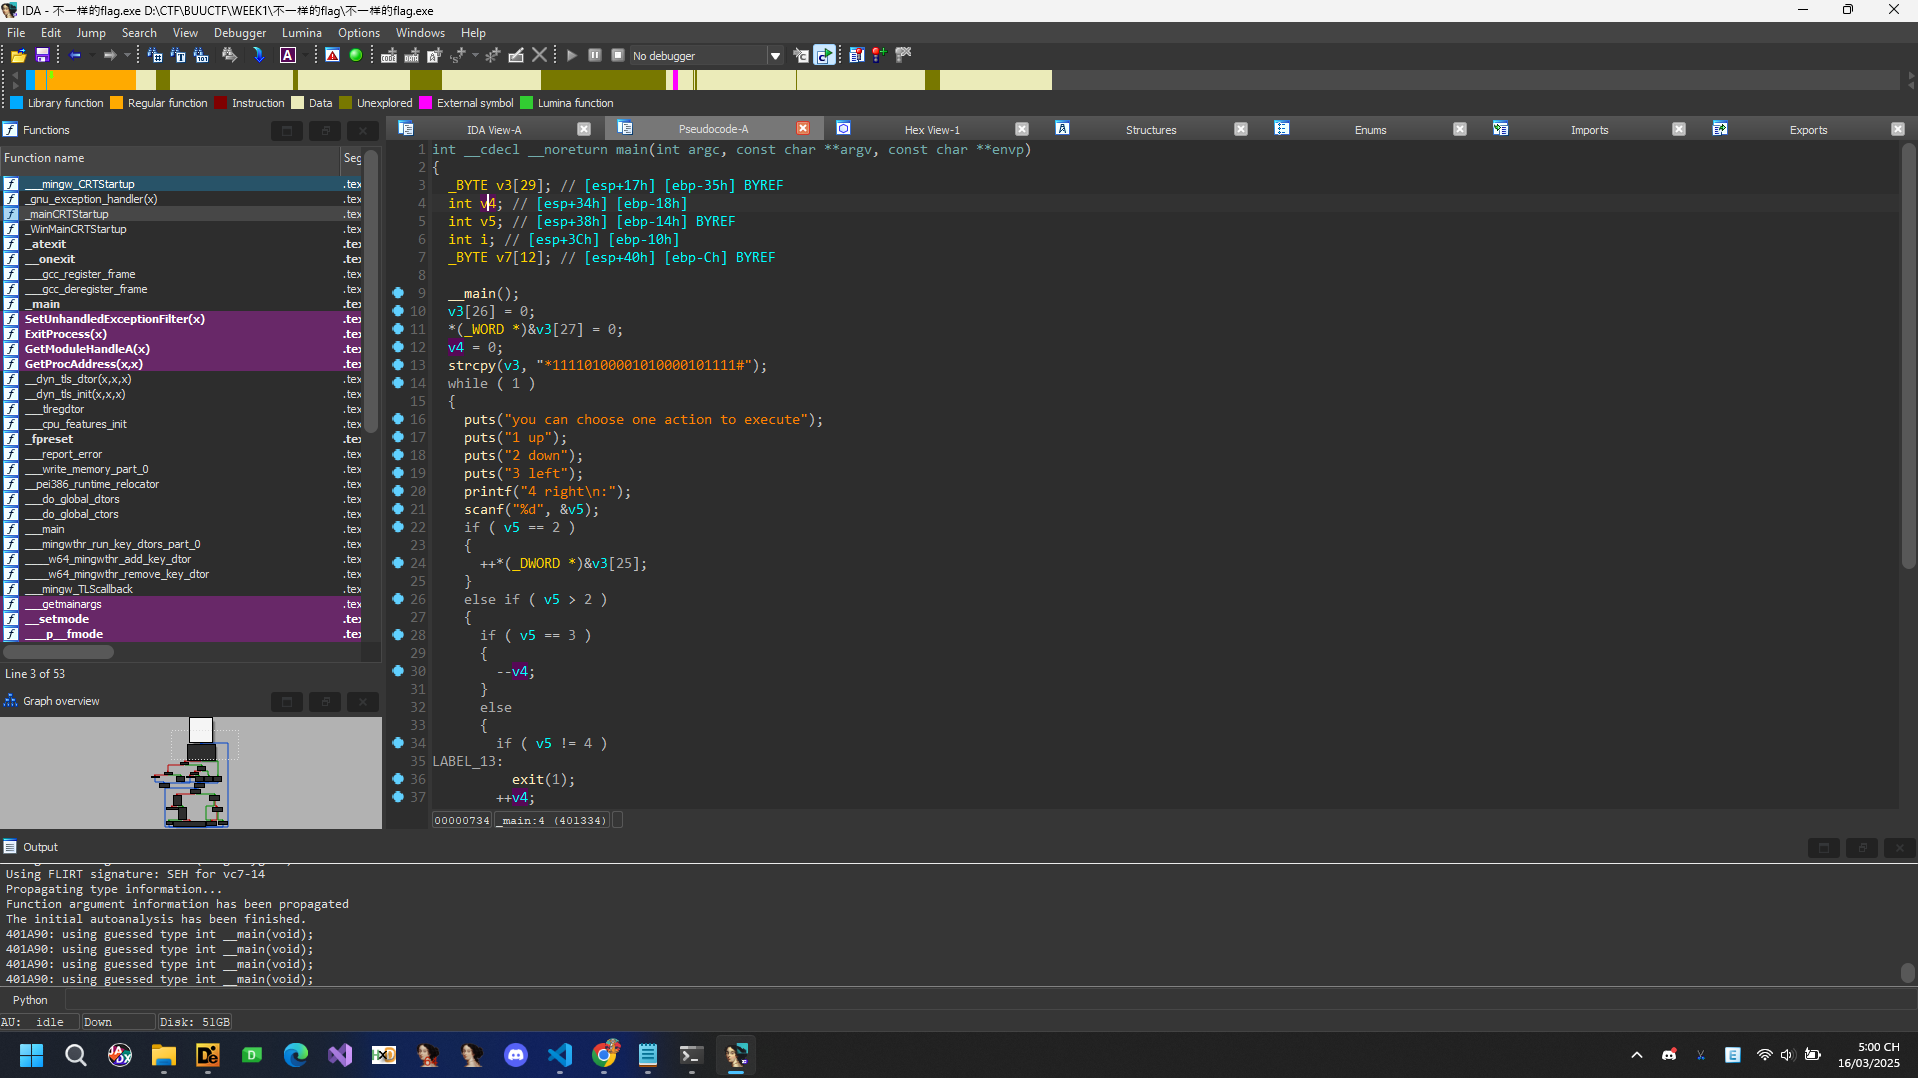 IDA - 不一样的flag.exe D:\CTF\BUUCTF\WEEK1\不一样的flag\不一样的flag.exe
File Edit Jump Search View Debugger Lumina Options Windows Help
No debugger
Library function Regular function Instruction Data Unexplored External symbol Lumina function
Functions
IDA View-A Pseudocode-A Hex View-1 Structures Enums Imports Exports
Function name Seg
___mingw_CRTStartup .tex
_gnu_exception_handler(x) .tex
_mainCRTStartup .tex
_WinMainCRTStartup .tex
_atexit .tex
__onexit .tex
___gcc_register_frame .tex
___gcc_deregister_frame .tex
_main .tex
SetUnhandledExceptionFilter(x) .tex
ExitProcess(x) .tex
GetModuleHandleA(x) .tex
GetProcAddress(x,x) .tex
__dyn_tls_dtor(x,x,x) .tex
__dyn_tls_init(x,x,x) .tex
___tlregdtor .tex
___cpu_features_init .tex
_fpreset .tex
___report_error .tex
___write_memory_part_0 .tex
__pei386_runtime_relocator .tex
___do_global_dtors .tex
___do_global_ctors .tex
___main .tex
___mingwthr_run_key_dtors_part_0 .tex
____w64_mingwthr_add_key_dtor .tex
____w64_mingwthr_remove_key_dtor .tex
___mingw_TLScallback .tex
___getmainargs .tex
__setmode .tex
___p__fmode .tex
Line 3 of 53
Graph overview
1 int __cdecl __noreturn main(int argc, const char **argv, const char **envp)
2 {
3 _BYTE v3[29]; // [esp+17h] [ebp-35h] BYREF
4 int v4; // [esp+34h] [ebp-18h]
5 int v5; // [esp+38h] [ebp-14h] BYREF
6 int i; // [esp+3Ch] [ebp-10h]
7 _BYTE v7[12]; // [esp+40h] [ebp-Ch] BYREF
8
9 __main();
10 v3[26] = 0;
11 *(_WORD *)&v3[27] = 0;
12 v4 = 0;
13 strcpy(v3, "*11110100001010000101111#");
14 while ( 1 )
15 {
16 puts("you can choose one action to execute");
17 puts("1 up");
18 puts("2 down");
19 puts("3 left");
20 printf("4 right\n:");
21 scanf("%d", &v5);
22 if ( v5 == 2 )
23 {
24 ++*(_DWORD *)&v3[25];
25 }
26 else if ( v5 > 2 )
27 {
28 if ( v5 == 3 )
29 {
30 --v4;
31 }
32 else
33 {
34 if ( v5 != 4 )
35 LABEL_13:
36 exit(1);
37 ++v4;
00000734 _main:4 (401334)
Output
Using FLIRT signature: SEH for vc7-14
Propagating type information...
Function argument information has been propagated
The initial autoanalysis has been finished.
401A90: using guessed type int __main(void);
401A90: using guessed type int __main(void);
401A90: using guessed type int __main(void);
401A90: using guessed type int __main(void);
Python
AU: idle Down Disk: 51GB
5:00 CH
16/03/2025